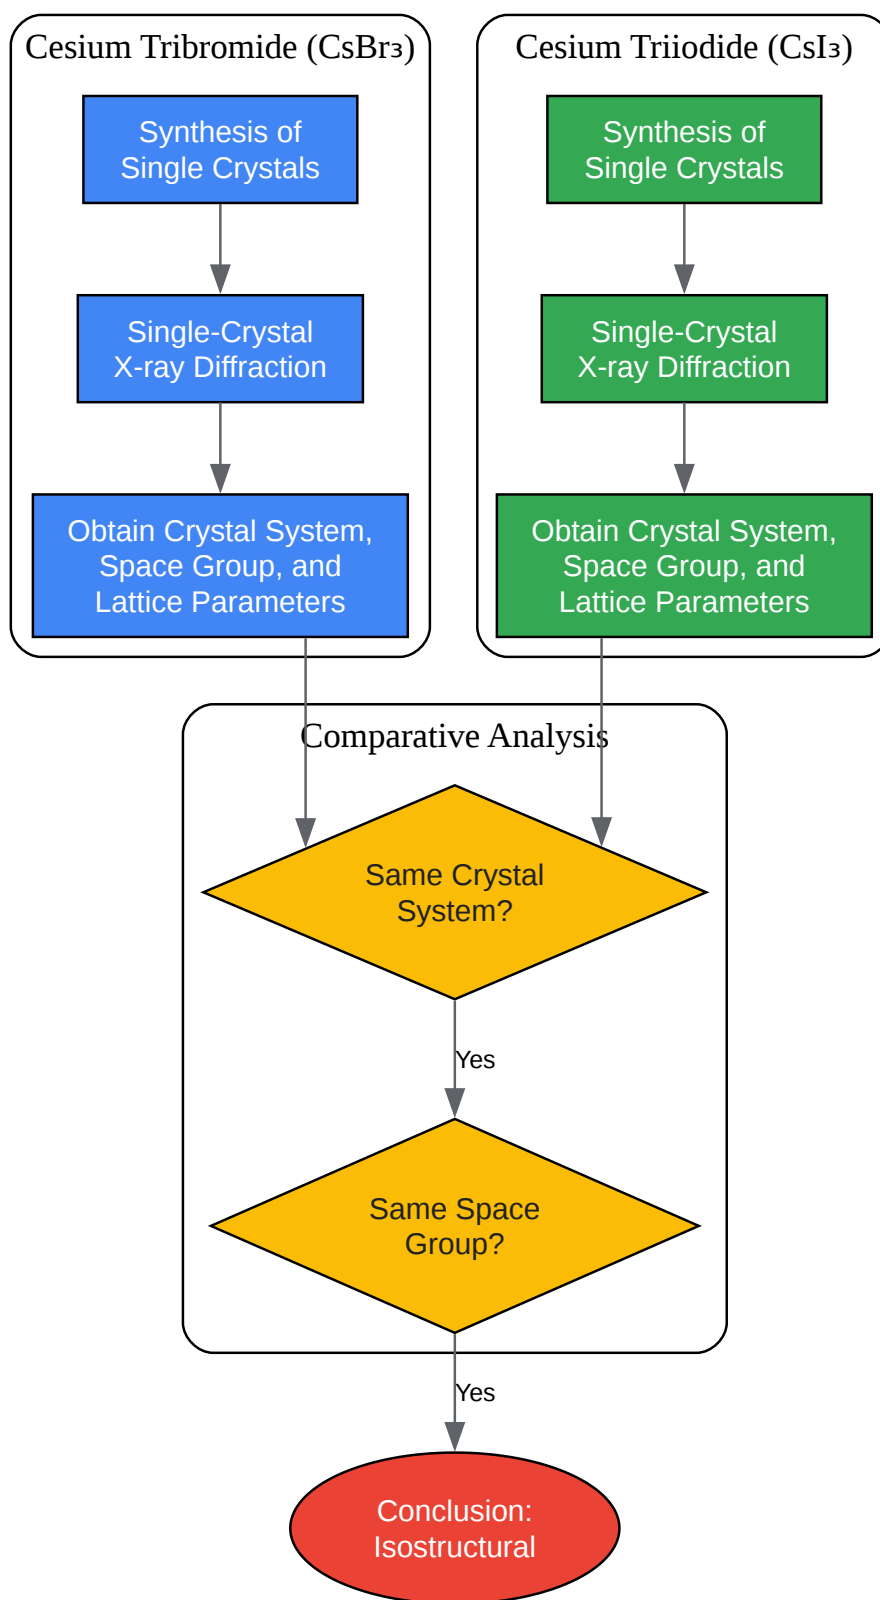 Cesium Tribromide (CsBr₃)
Synthesis of
Single Crystals
Single-Crystal
X-ray Diffraction
Obtain Crystal System,
Space Group, and
Lattice Parameters
Cesium Triiodide (CsI₃)
Synthesis of
Single Crystals
Single-Crystal
X-ray Diffraction
Obtain Crystal System,
Space Group, and
Lattice Parameters
Comparative Analysis
Same Crystal
System?
Yes
Same Space
Group?
Yes
Conclusion:
Isostructural